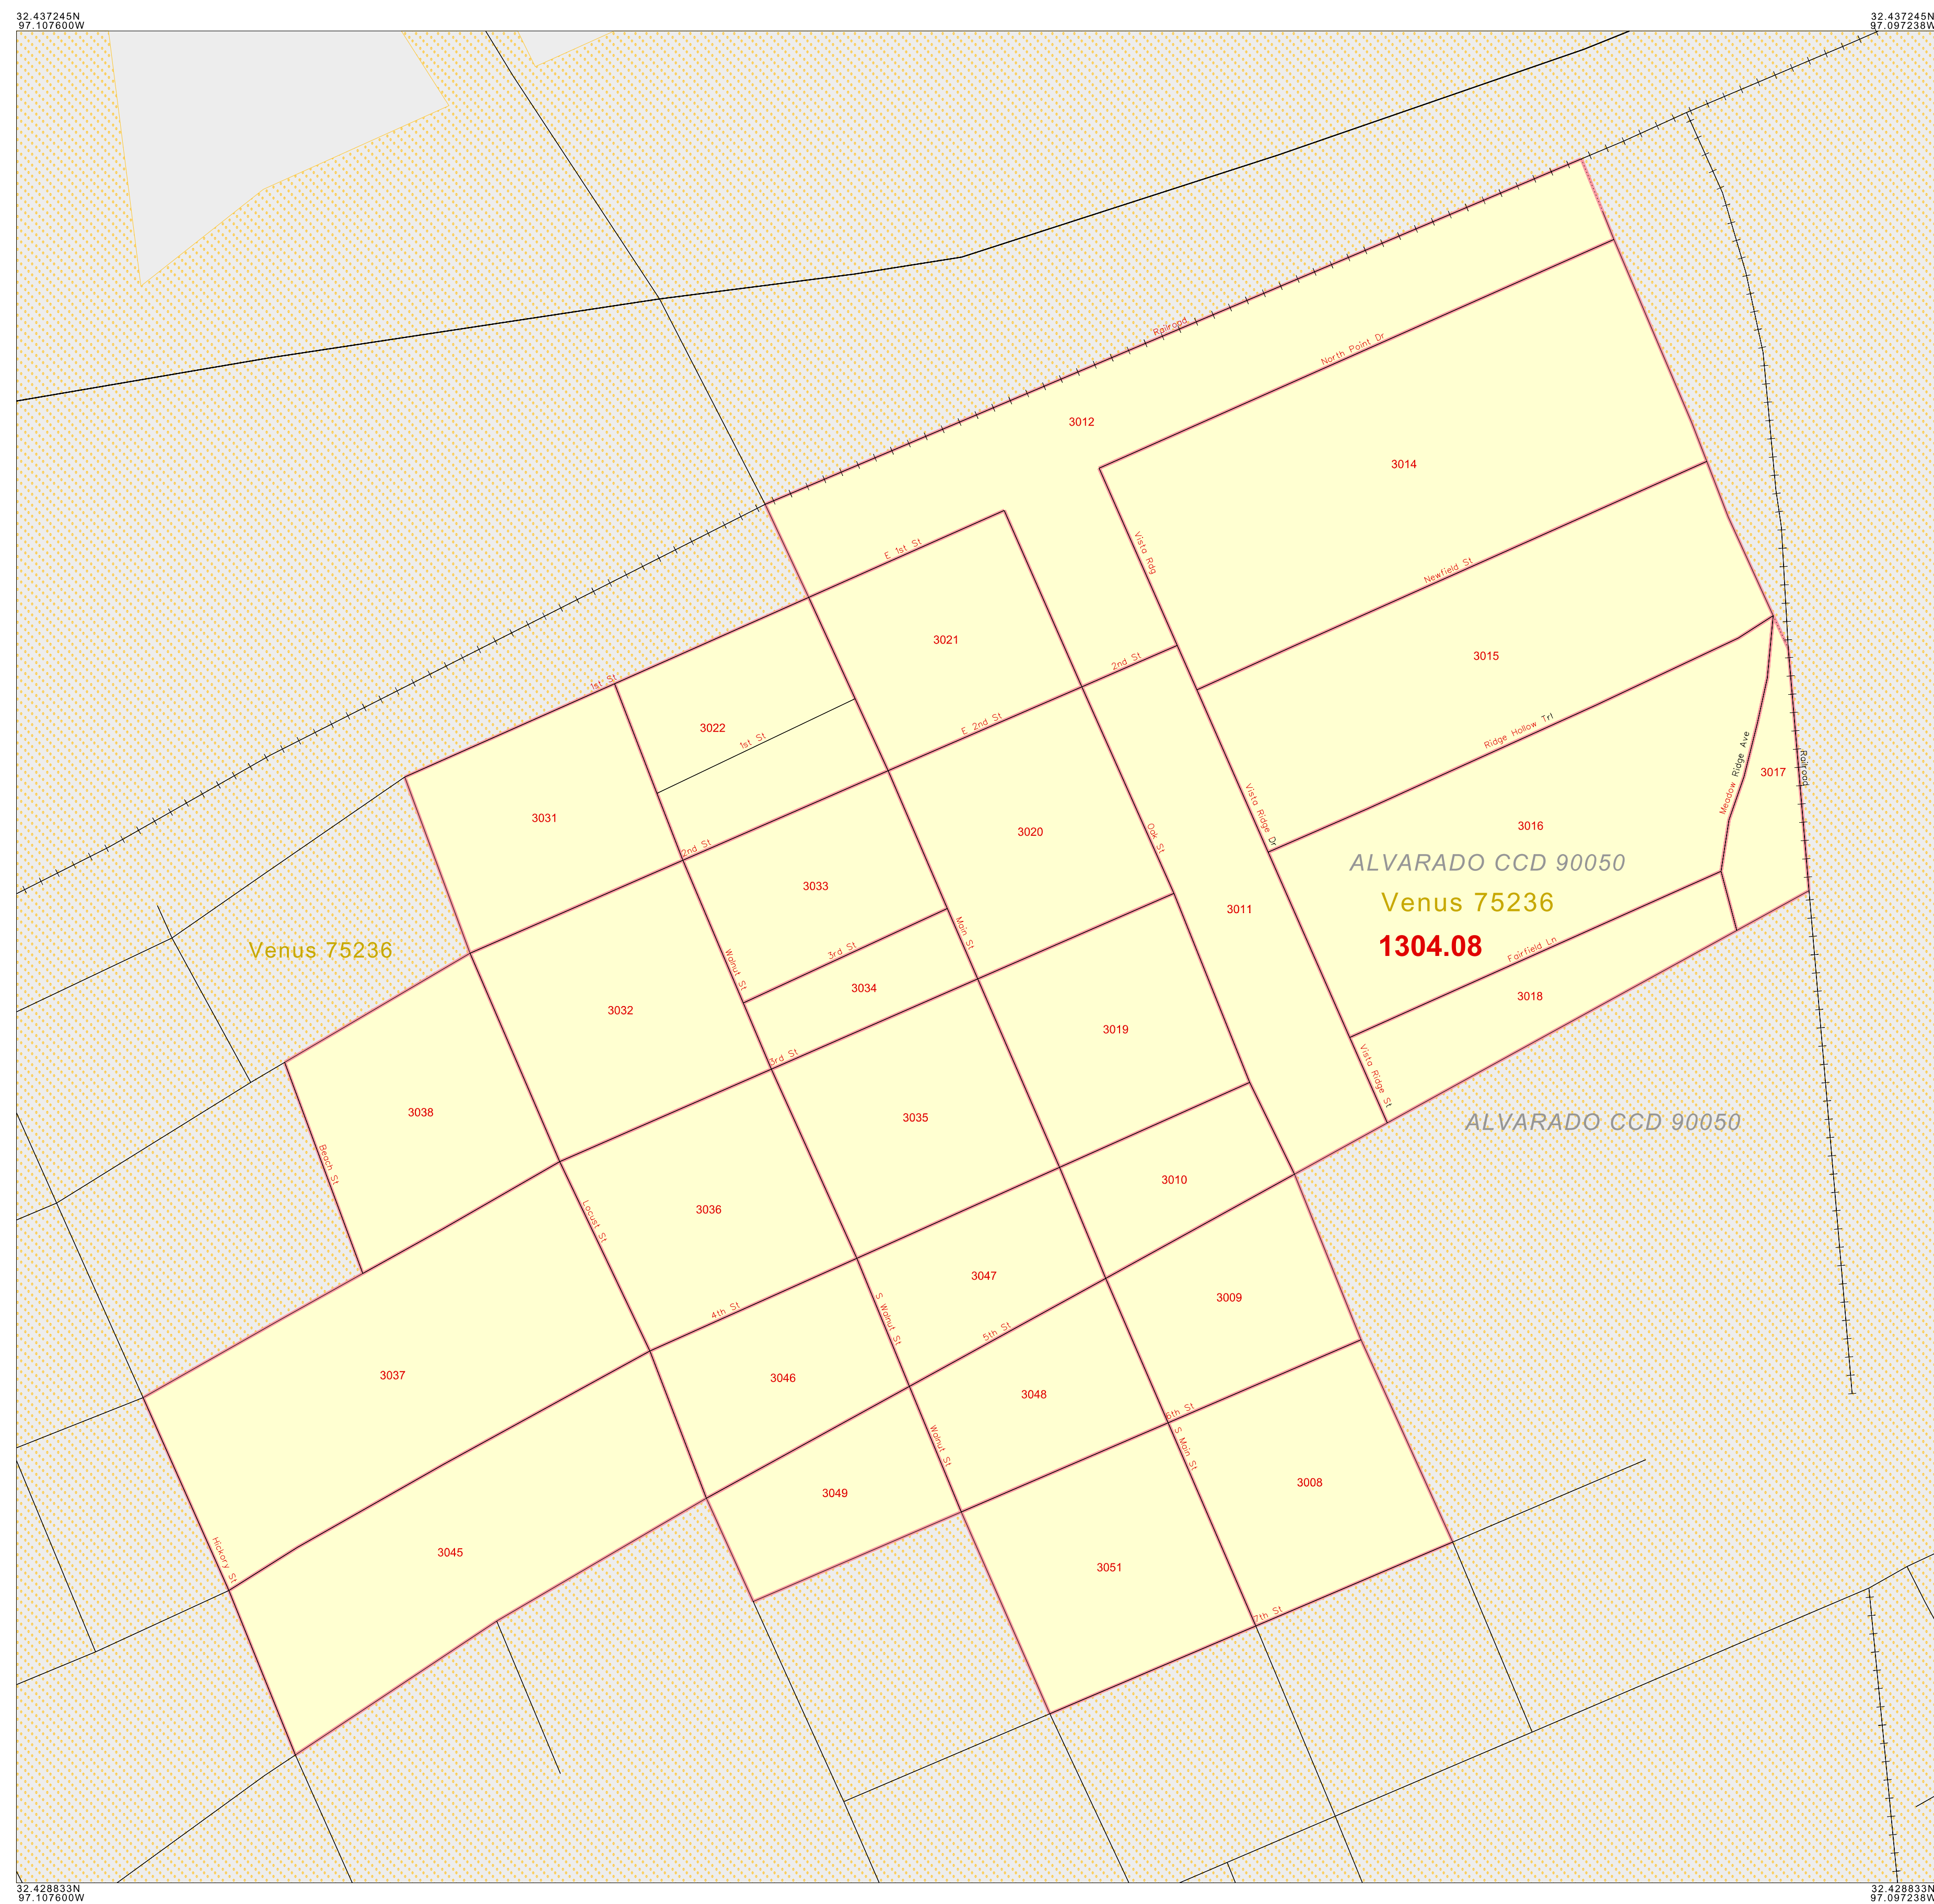 32.437245N
97.107600W
32.437245N
97.097238W
Railroad
North Point Dr
3012
3014
Vista Rdg
E 1st St
Newfield St
3021
3015
2nd St
1st St
3022
E 2nd St
1st St
Ridge Hollow Trl
Meadow Ridge Ave
Railroad
3017
3031
3020
Oak St
Vista Ridge Dr
3016
2nd St
ALVARADO CCD 90050
3033
Venus 75236
3011
Main St
Venus 75236
1304.08
3rd St
Fairfield Ln
Walnut St
3034
3018
3032
3019
3rd St
Vista Ridge St
3038
3035
ALVARADO CCD 90050
Beach St
3010
3036
Locust St
3047
3009
4th St
S Walnut St
5th St
3037
3046
3048
6th St
Walnut St
S Main St
3008
3049
Hickory St
3045
3051
7th St
32.428833N
97.107600W
32.428833N
97.097238W